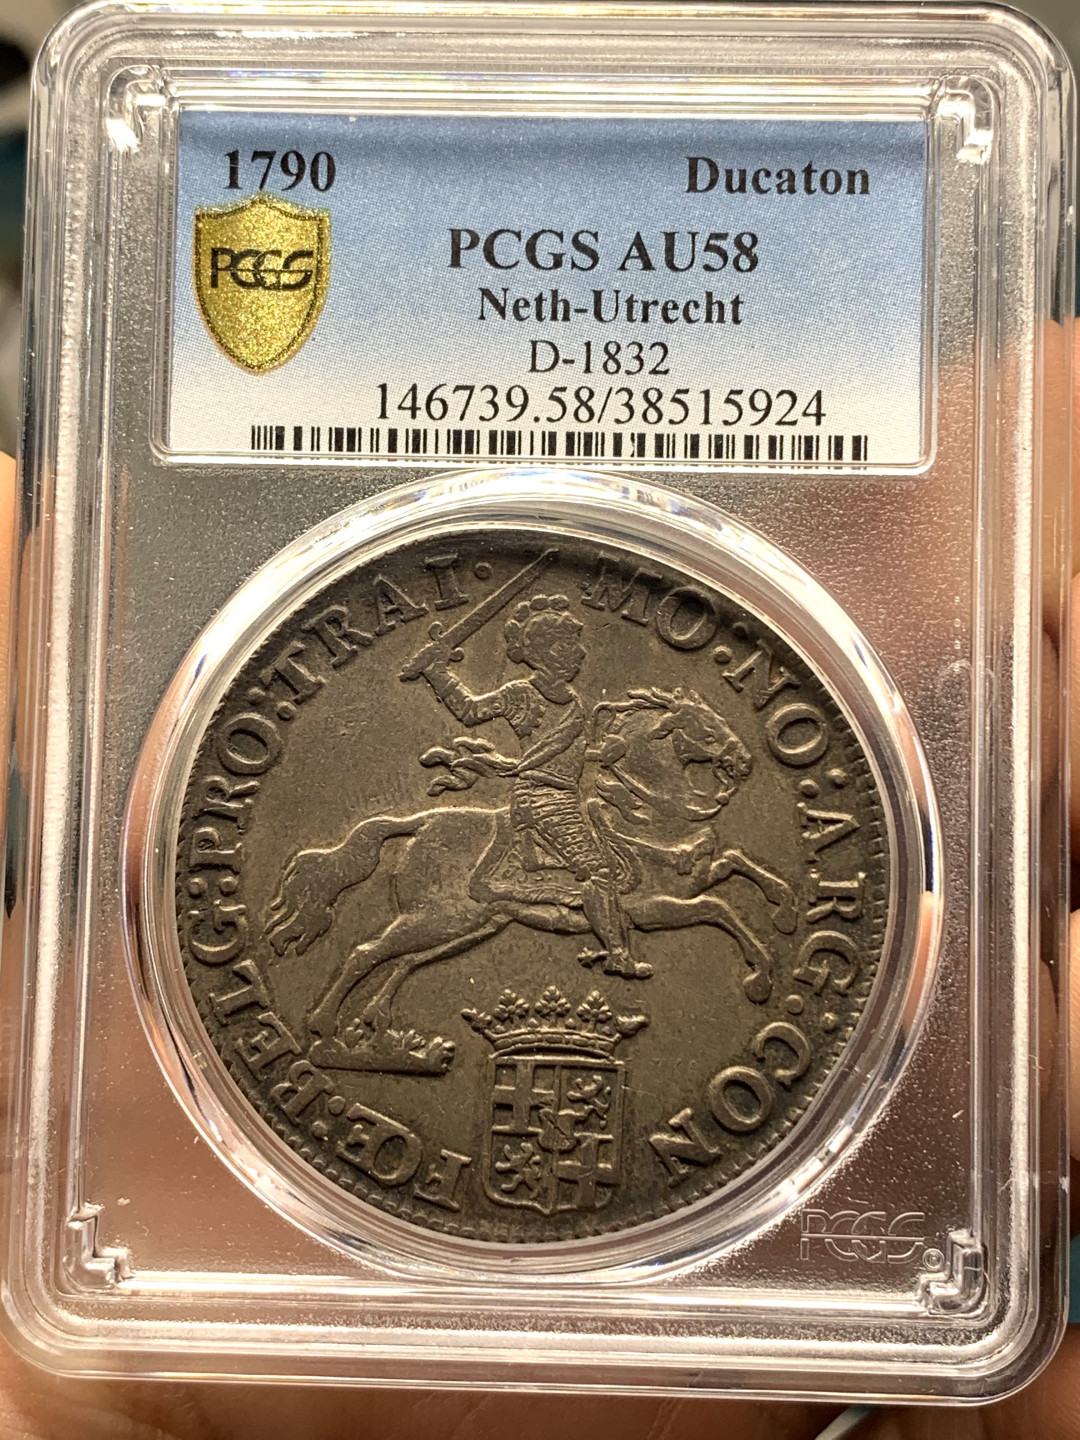 1790 Ducaton
PCGS
PCGS AU58
Neth-Utrecht
D-1832
146739.58/38515924
MO·NO:ARG:CON
FŒ:BELG:PRO:TRAI·
PCGS